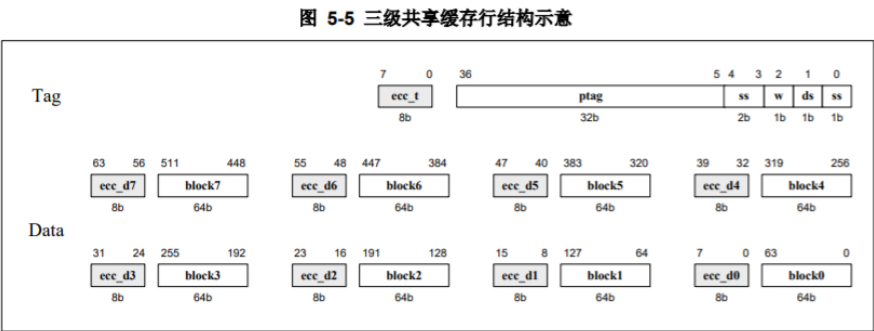 图 5-5 三级共享缓存行结构示意
7 0 36 5 4 3 2 1 0
Tag ecc_t ptag ss w ds ss
8b 32b 2b 1b 1b 1b
63 56 511 448 55 48 447 384 47 40 383 320 39 32 319 256
ecc_d7 block7 ecc_d6 block6 ecc_d5 block5 ecc_d4 block4
8b 64b 8b 64b 8b 64b 8b 64b
Data
31 24 255 192 23 16 191 128 15 8 127 64 7 0 63 0
ecc_d3 block3 ecc_d2 block2 ecc_d1 block1 ecc_d0 block0
8b 64b 8b 64b 8b 64b 8b 64b